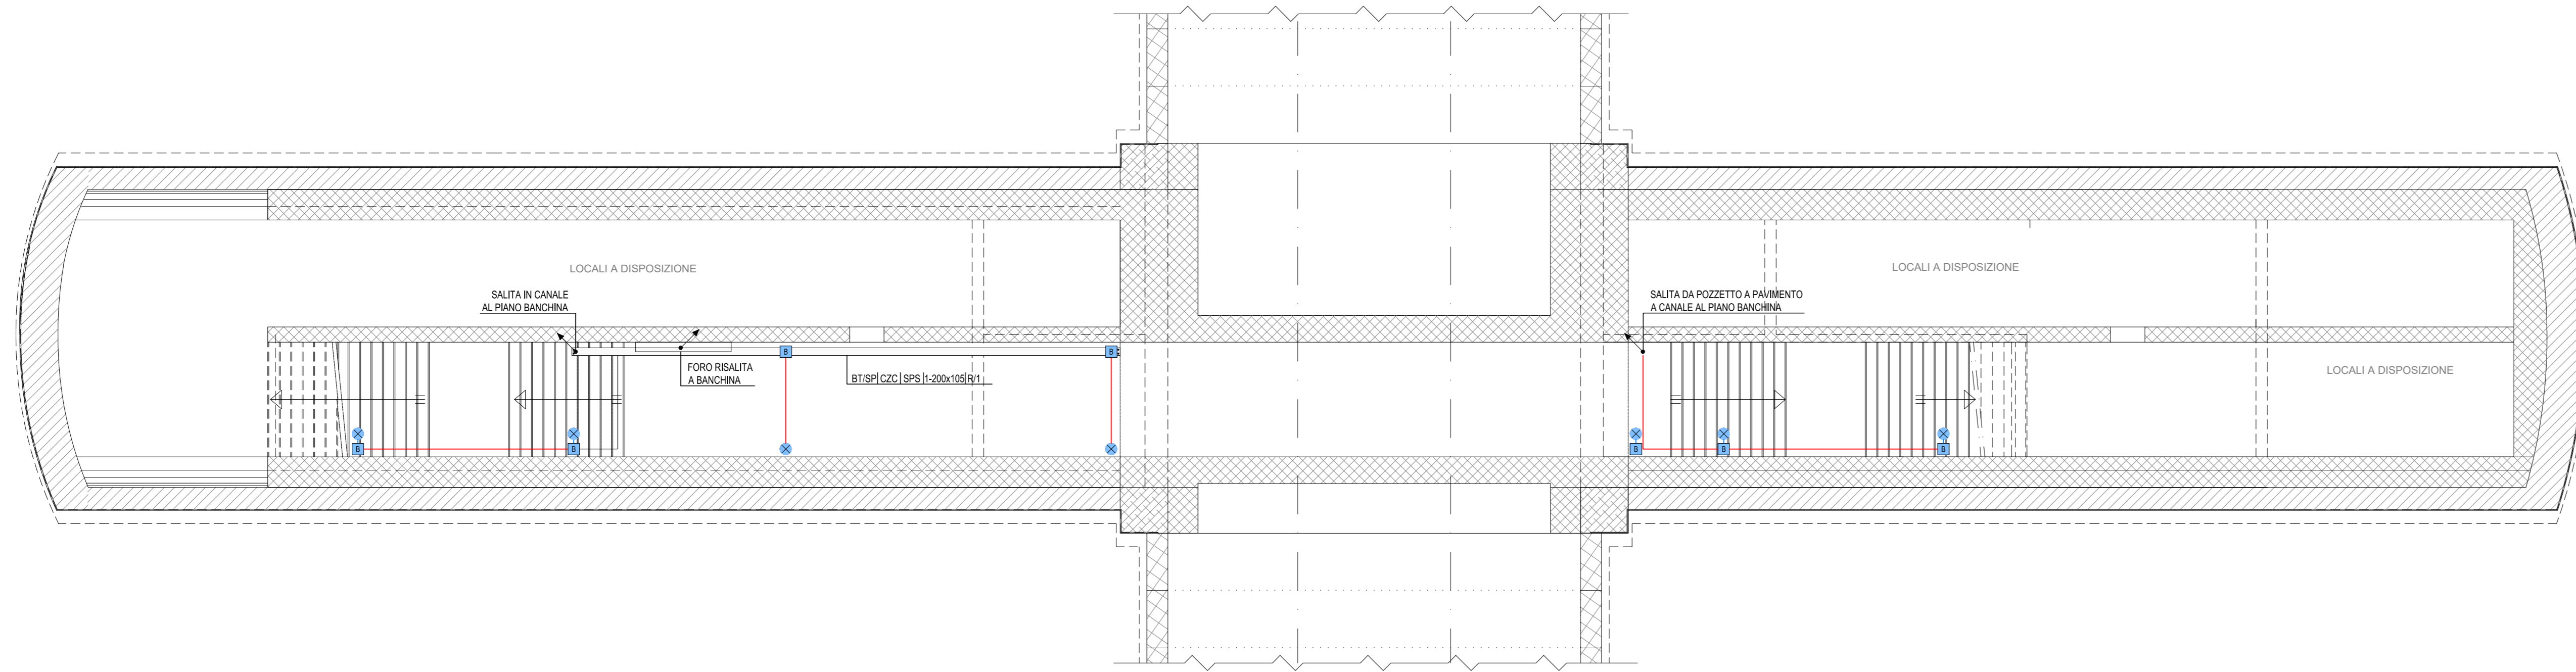 LOCALI A DISPOSIZIONE
LOCALI A DISPOSIZIONE
SALITA IN CANALE
AL PIANO BANCHINA
SALITA DA POZZETTO A PAVIMENTO
A CANALE AL PIANO BANCHINA
B
B
FORO RISALITA
A BANCHINA
BT/SP|CZC|SPS|1-200x105|R/1
LOCALI A DISPOSIZIONE
B
B
B
B
B